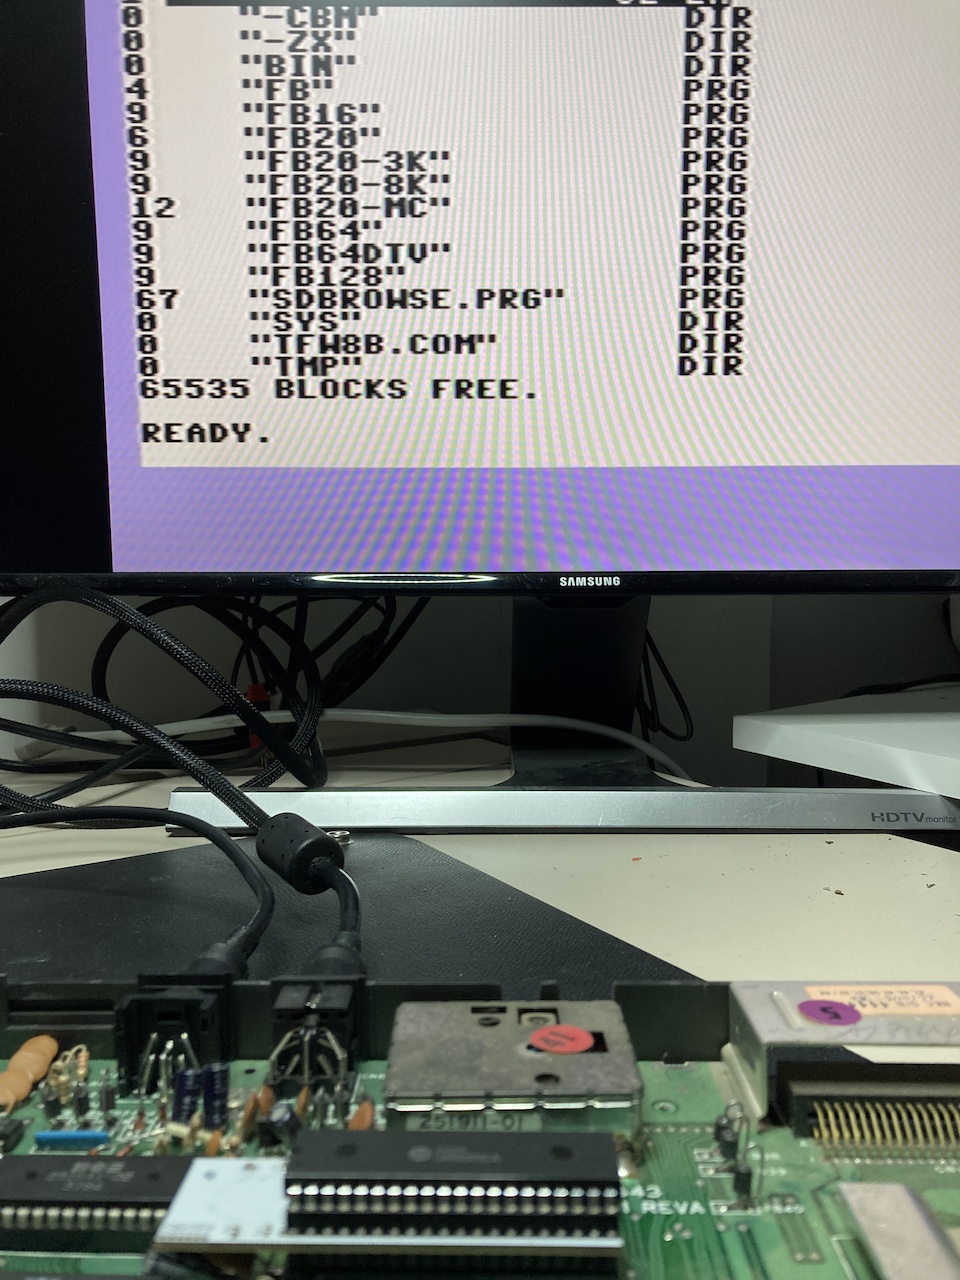 0 "-CBM" DIR
0 "-ZX" DIR
0 "BIN" DIR
4 "FB" PRG
9 "FB16" PRG
6 "FB20" PRG
9 "FB20-3K" PRG
9 "FB20-8K" PRG
12 "FB20-MC" PRG
9 "FB64" PRG
9 "FB64DTV" PRG
9 "FB128" PRG
67 "SDBROWSE.PRG" PRG
0 "SYS" DIR
0 "TFW8B.COM" DIR
0 "TMP" DIR
65535 BLOCKS FREE.
READY.
SAMSUNG
HDTV monitor
5
251911-01
REVA